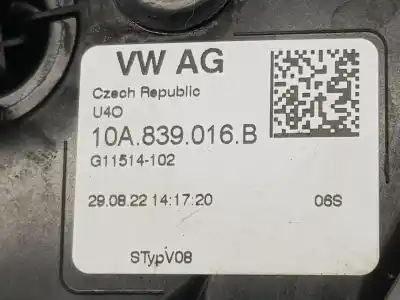 VW AG
Czech Republic
U4O
10A.839.016.B
G11514-102
29.08.22 14:17:20 06S
STypV08